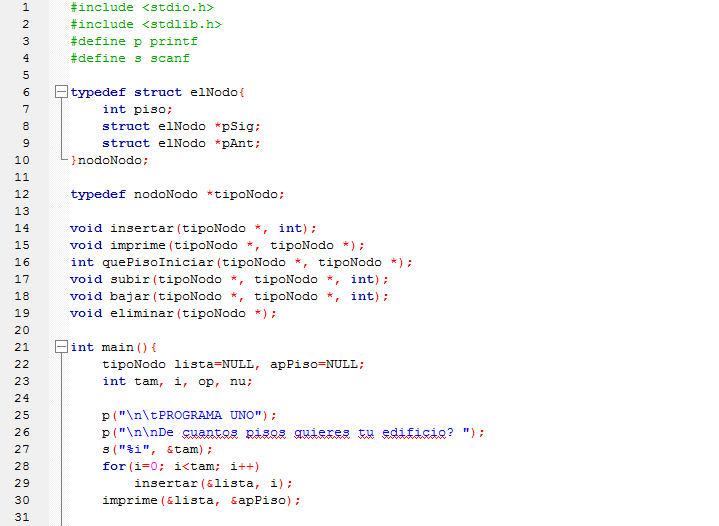 1 #include <stdio.h>
2 #include <stdlib.h>
3 #define p printf
4 #define s scanf
5
6 typedef struct elNodo{
7 int piso;
8 struct elNodo *pSig;
9 struct elNodo *pAnt;
10 }nodoNodo;
11
12 typedef nodoNodo *tipoNodo;
13
14 void insertar(tipoNodo *, int);
15 void imprime(tipoNodo *, tipoNodo *);
16 int quePisoIniciar(tipoNodo *, tipoNodo *);
17 void subir(tipoNodo *, tipoNodo *, int);
18 void bajar(tipoNodo *, tipoNodo *, int);
19 void eliminar(tipoNodo *);
20
21 int main(){
22 tipoNodo lista=NULL, apPiso=NULL;
23 int tam, i, op, nu;
24
25 p("\n\tPROGRAMA UNO");
26 p("\n\nDe cuantos pisos quieres tu edificio? ");
27 s("%i", &tam);
28 for(i=0; i<tam; i++)
29 insertar(&lista, i);
30 imprime(&lista, &apPiso);
31